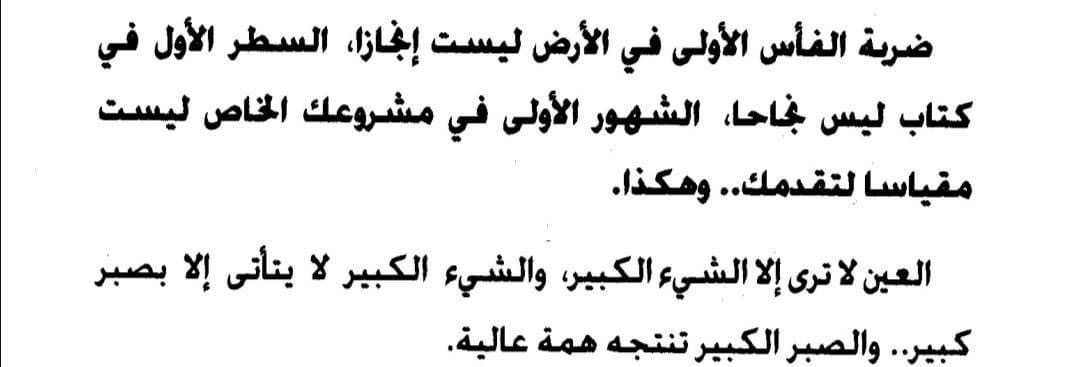 ضربة الفأس الأولى في الأرض ليست إنجازا، السطر الأول في
كتاب ليس نجاحا، الشهور الأولى في مشروعك الخاص ليست
مقياسا لتقدمك.. وهكذا.
العين لا ترى إلا الشيء الكبير، والشيء الكبير لا يتأتى إلا بصبر
كبير.. والصبر الكبير تنتجه همة عالية.